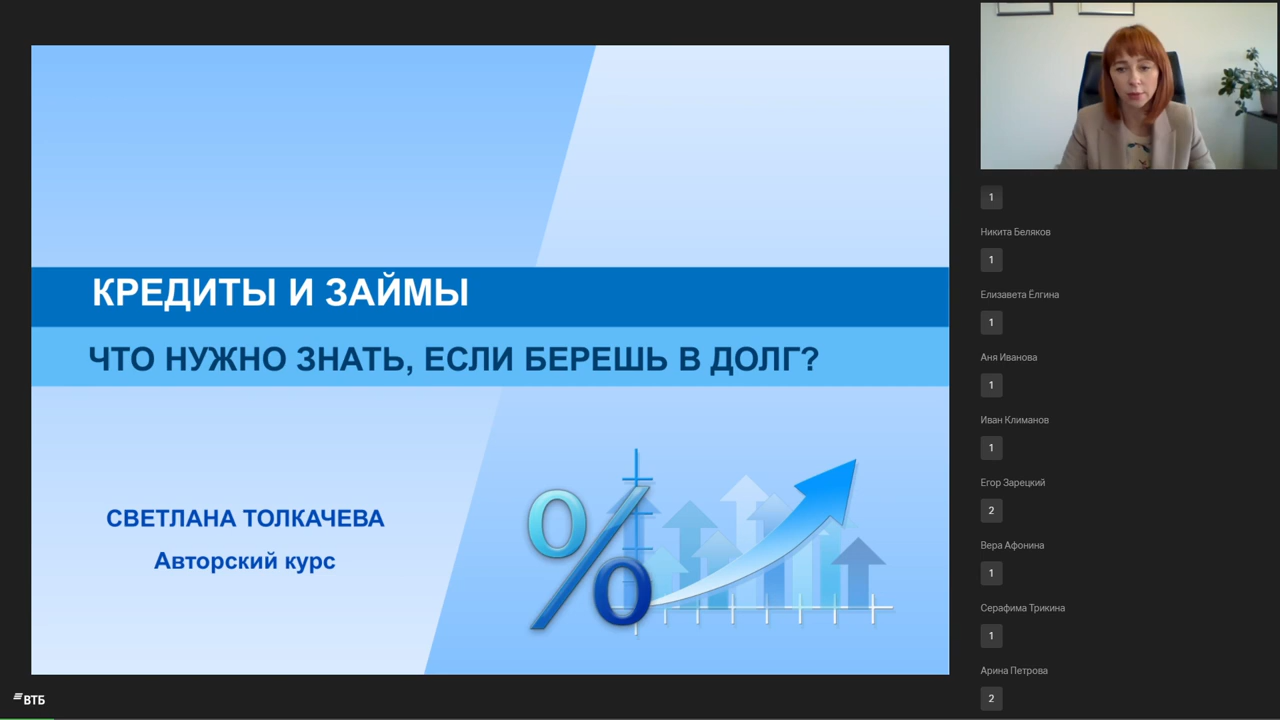 КРЕДИТЫ И ЗАЙМЫ
ЧТО НУЖНО ЗНАТЬ, ЕСЛИ БЕРЕШЬ В ДОЛГ?
СВЕТЛАНА ТОЛКАЧЕВА
Авторский курс
%
ВТБ
1
Никита Беляков
1
Елизавета Ёлгина
1
Аня Иванова
1
Иван Климанов
1
Егор Зарецкий
2
Вера Афонина
1
Серафима Трикина
1
Арина Петрова
2